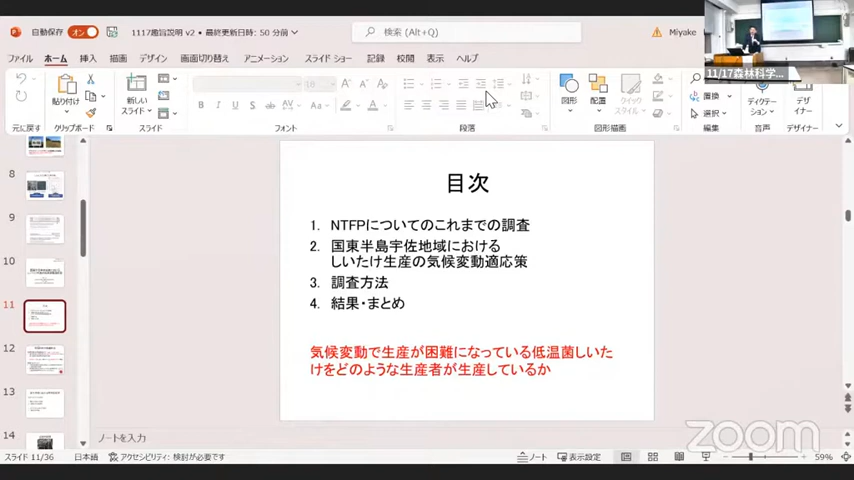 自動保存 オン 1117趣旨説明 v2 • 最終更新日時: 50 分前 検索 (Alt+Q) Miyake
11/17森林科学...
ファイル ホーム 挿入 描画 デザイン 画面切り替え アニメーション スライド ショー 記録 校閲 表示 ヘルプ
貼り付け 新しいスライド 図形 配置 クイックスタイル 置換 選択 ディクテーション デザイナー
元に戻す クリップボード スライド フォント 段落 図形描画 編集 音声 デザイナー
8
9
10
11
12
13
14
目次
1. NTFPについてのこれまでの調査
2. 国東半島宇佐地域における
しいたけ生産の気候変動適応策
3. 調査方法
4. 結果・まとめ
気候変動で生産が困難になっている低温菌しいた
けをどのような生産者が生産しているか
ノートを入力
zoom
スライド 11/36 日本語 アクセシビリティ: 検討が必要です ノート 表示設定 59%